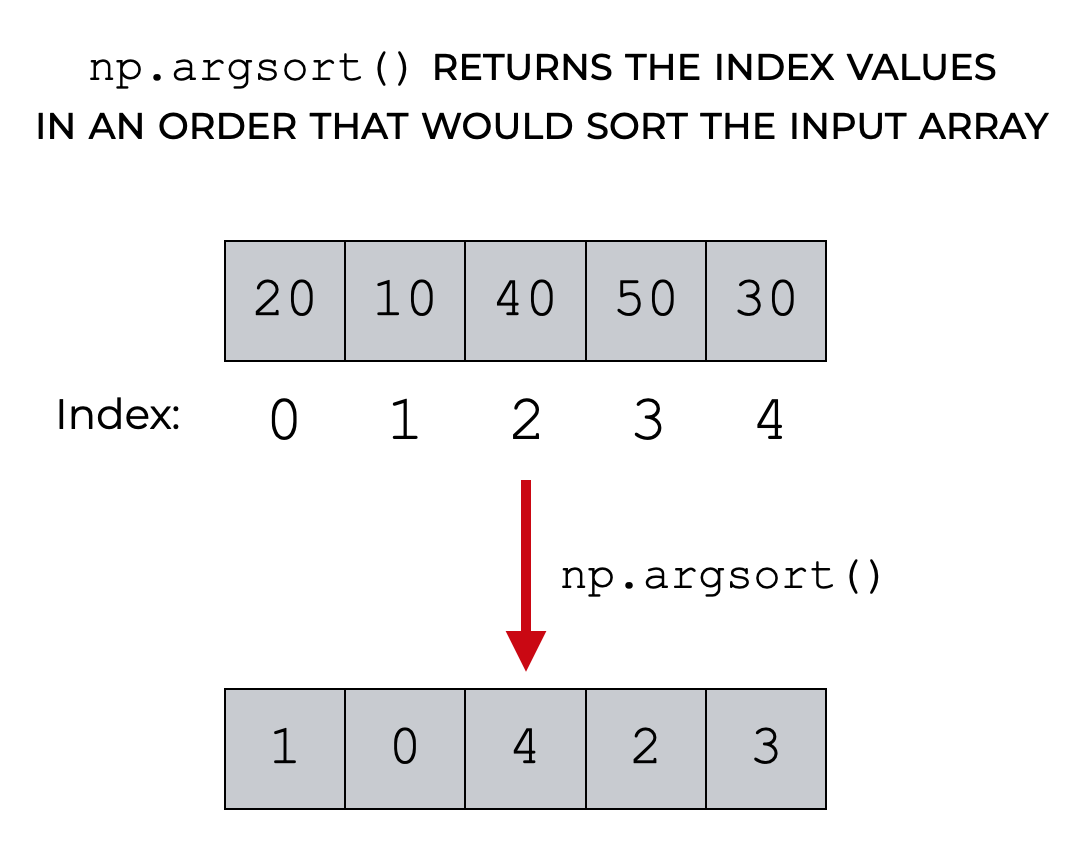 np.argsort() RETURNS THE INDEX VALUES
IN AN ORDER THAT WOULD SORT THE INPUT ARRAY
20 10 40 50 30
Index: 0 1 2 3 4
np.argsort()
1 0 4 2 3